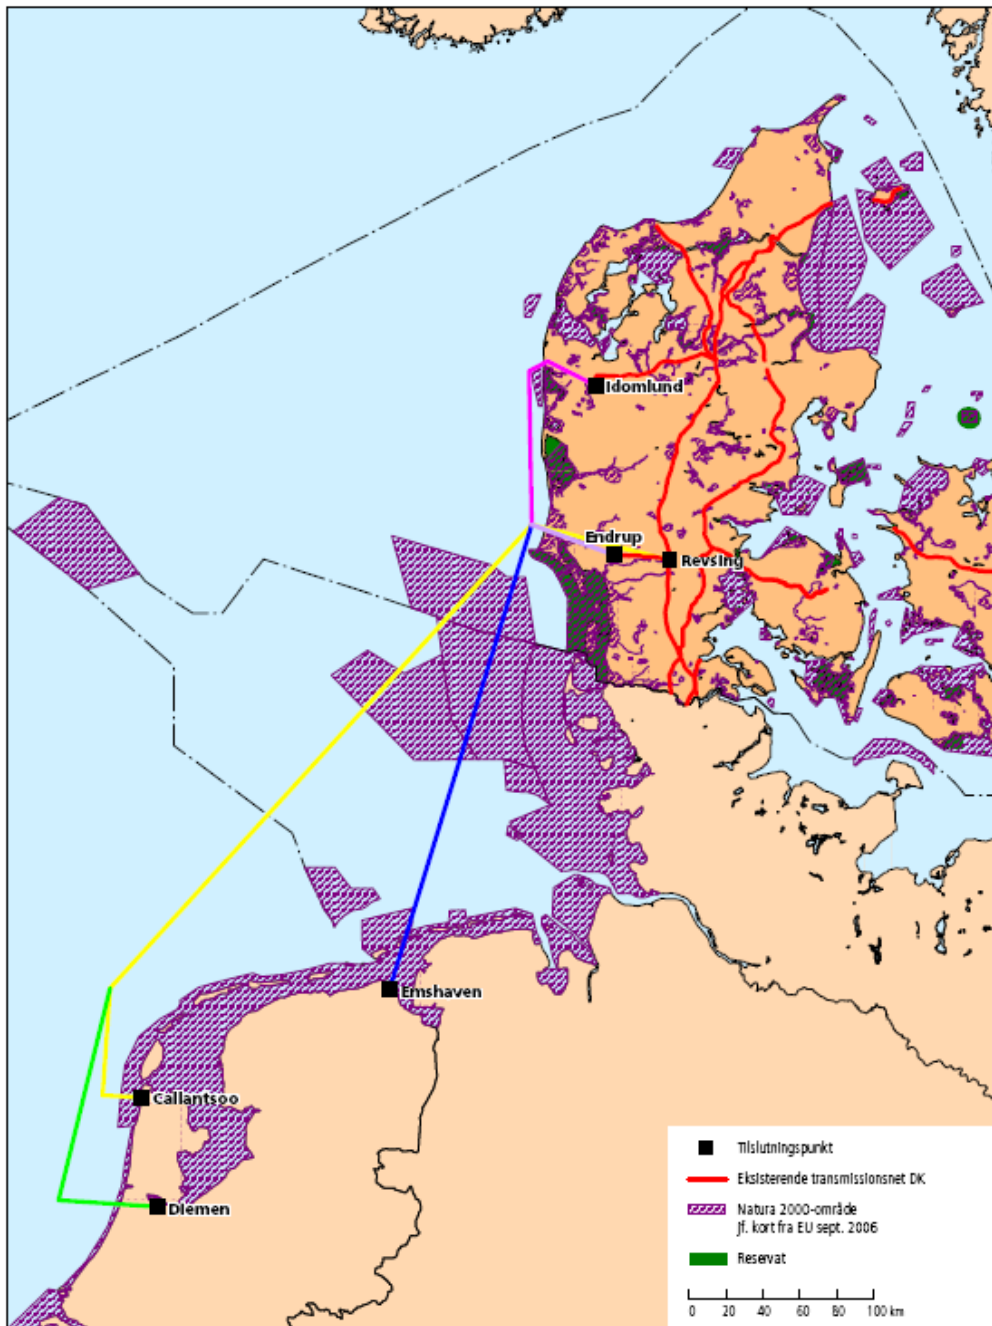 Idomlund
Endrup
Revsing
Emshaven
Callantsoo
Diemen
Tilslutningspunkt
Eksisterende transmissionsnet DK
Natura 2000-område
Jf. kort fra EU sept. 2006
Reservat
0 20 40 60 80 100 km